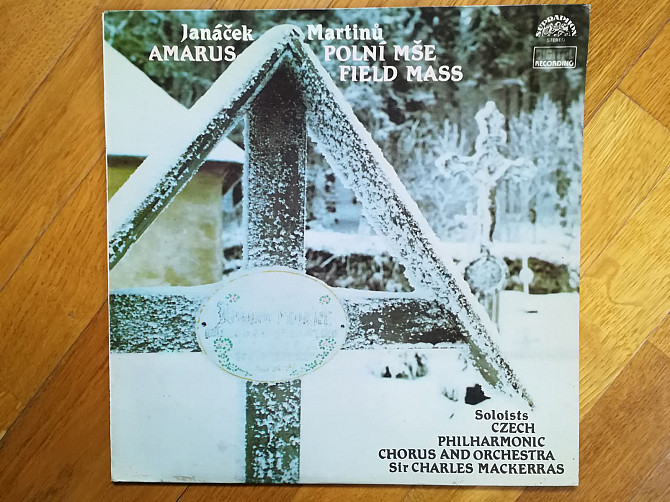 Janáček
AMARUS
Martinů
POLNÍ MŠE
FIELD MASS
SUPRAPHON
STEREO
DIGITAL
RECORDING
Soloists
CZECH
PHILHARMONIC
CHORUS AND ORCHESTRA
Sir CHARLES MACKERRAS